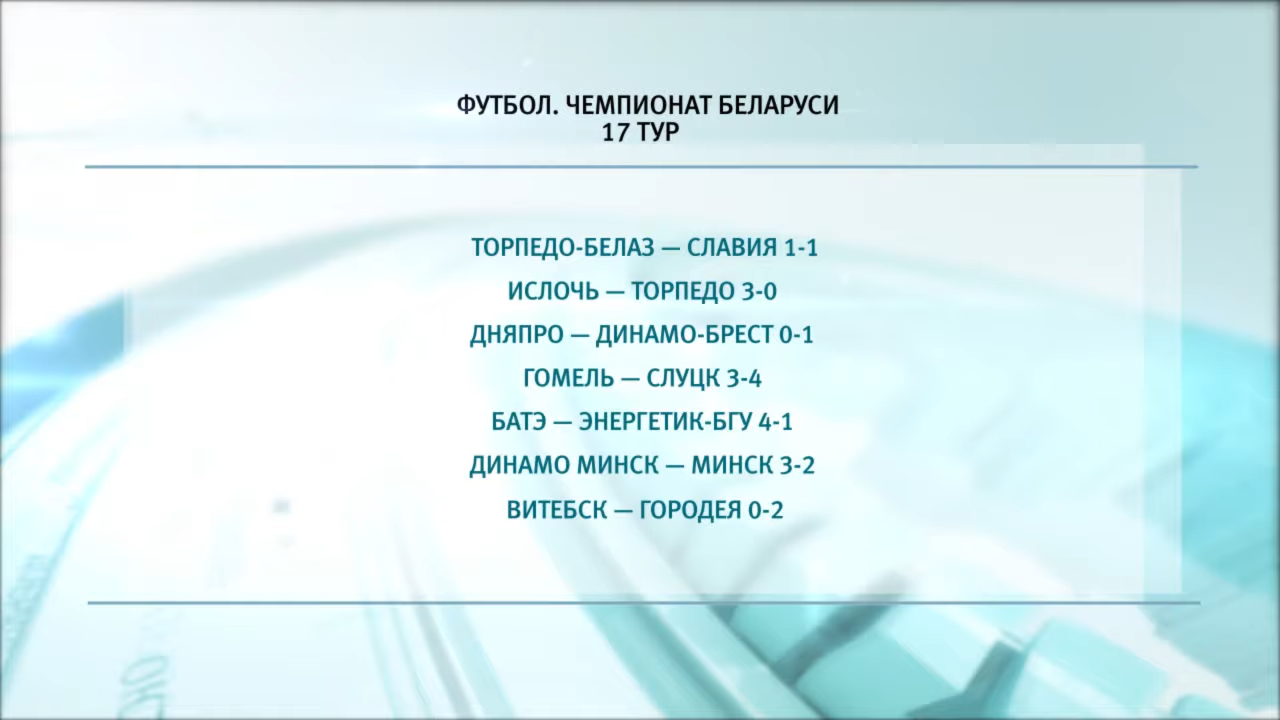 ФУТБОЛ. ЧЕМПИОНАТ БЕЛАРУСИ
17 ТУР
ТОРПЕДО-БЕЛАЗ — СЛАВИЯ 1-1
ИСЛОЧЬ — ТОРПЕДО 3-0
ДНЯПРО — ДИНАМО-БРЕСТ 0-1
ГОМЕЛЬ — СЛУЦК 3-4
БАТЭ — ЭНЕРГЕТИК-БГУ 4-1
ДИНАМО МИНСК — МИНСК 3-2
ВИТЕБСК — ГОРОДЕЯ 0-2